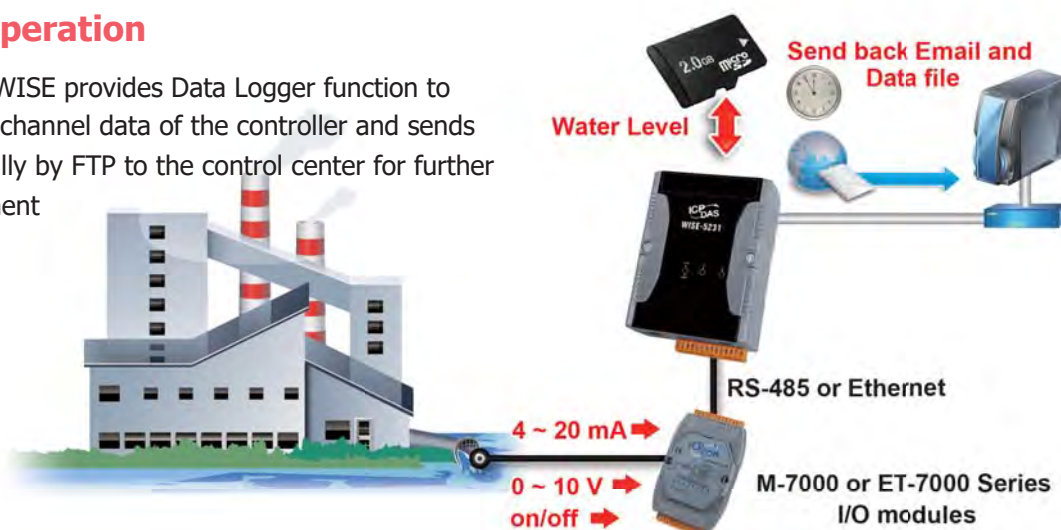 peration
WISE provides Data Logger function to
channel data of the controller and sends
lly by FTP to the control center for further
nent
2.0GB micro SD
Send back Email and
Data file
Water Level
ICP DAS
WISE-5231
RS-485 or Ethernet
4 ~ 20 mA
0 ~ 10 V
on/off
M-7000 or ET-7000 Series
I/O modules